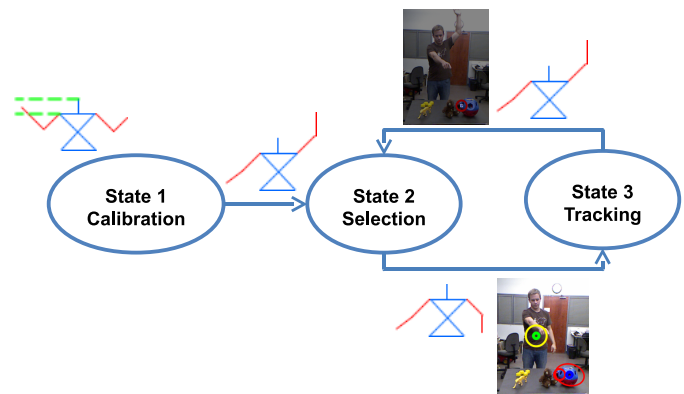 State 1
Calibration
State 2
Selection
State 3
Tracking